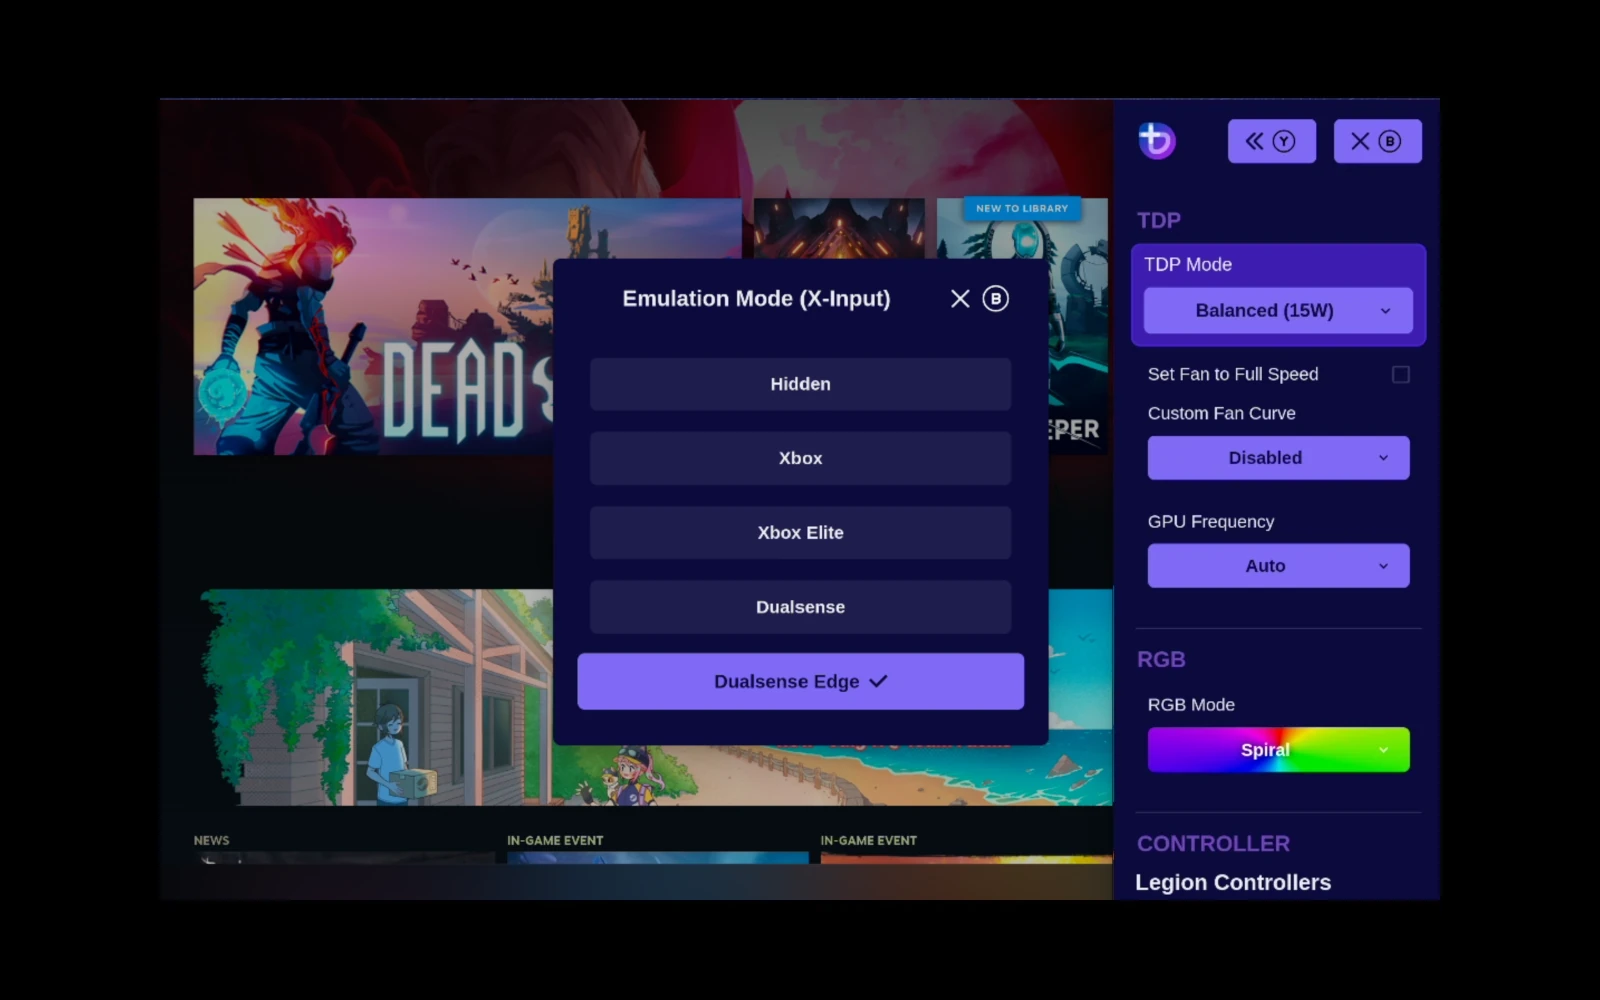 Y
B
TDP
NEW TO LIBRARY
TDP Mode
Emulation Mode (X-Input)
B
Balanced (15W)
DEAD
Set Fan to Full Speed
Hidden
Custom Fan Curve
EPER
Xbox
Disabled
GPU Frequency
Xbox Elite
Auto
Dualsense
RGB
Dualsense Edge
RGB Mode
Spiral
NEWS
IN-GAME EVENT
IN-GAME EVENT
CONTROLLER
Legion Controllers